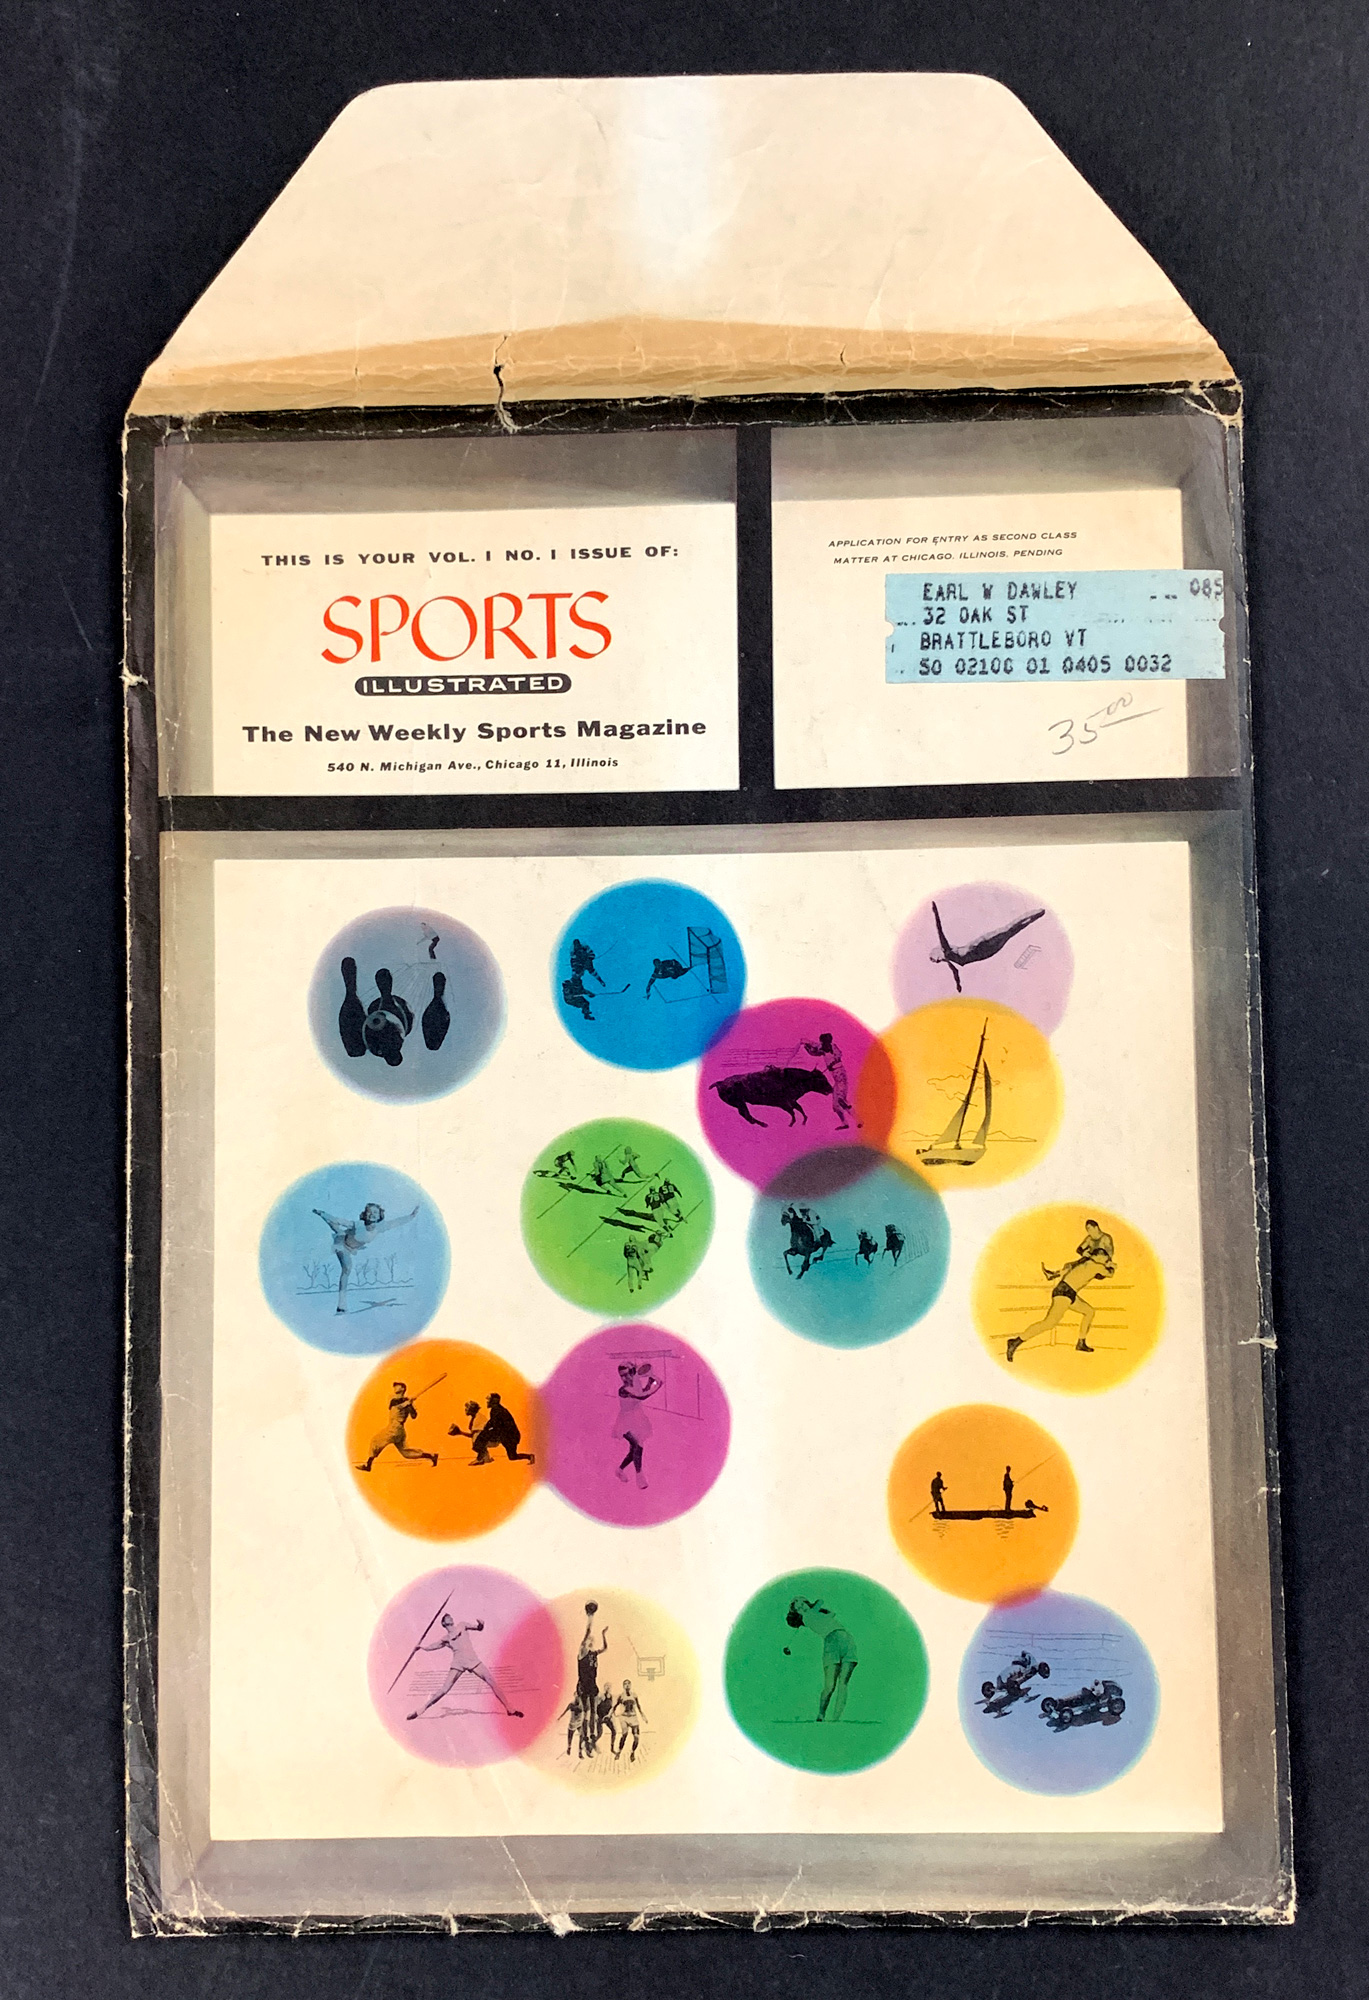 THIS IS YOUR VOL. I NO. I ISSUE OF:
SPORTS
ILLUSTRATED
The New Weekly Sports Magazine
540 N. Michigan Ave., Chicago 11, Illinois
APPLICATION FOR ENTRY AS SECOND CLASS
MATTER AT CHICAGO, ILLINOIS, PENDING
EARL W DAWLEY 085
32 OAK ST
BRATTLEBORO VT
SO 02100 01 0405 0032
35.00